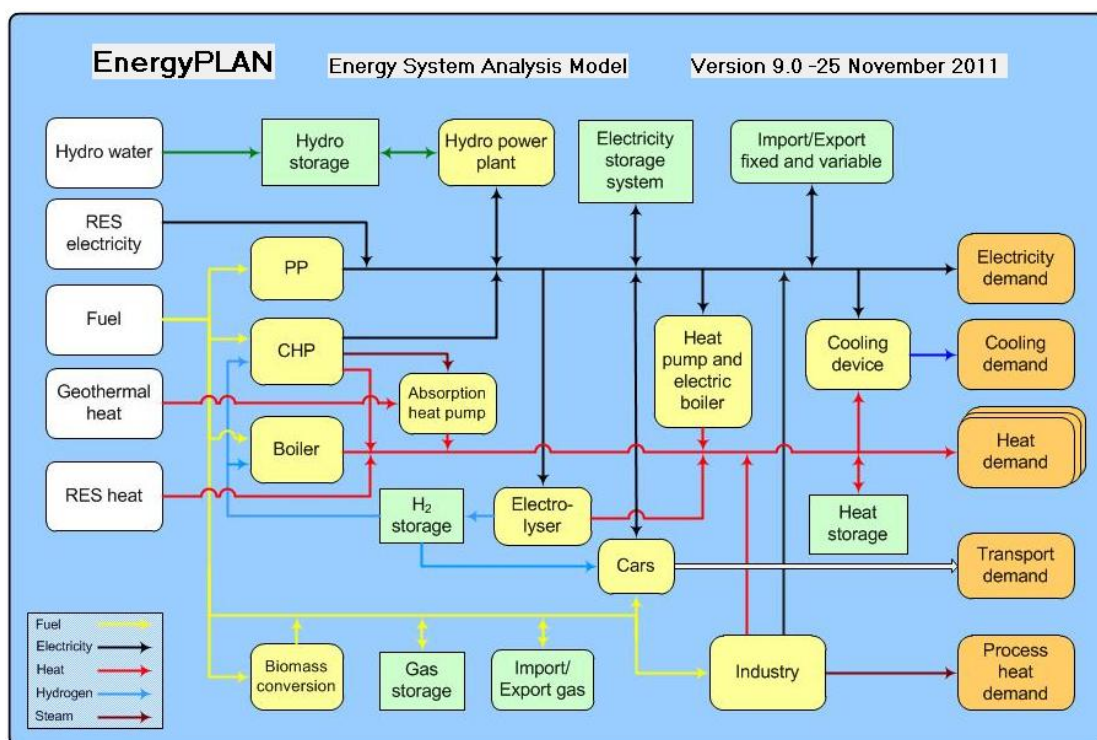 EnergyPLAN
Energy System Analysis Model
Version 9.0 -25 November 2011
Hydro water
Hydro
storage
Hydro power
plant
Electricity
storage
system
Import/Export
fixed and variable
RES
electricity
PP
Electricity
demand
Fuel
CHP
Heat
pump and
electric
boiler
Cooling
device
Cooling
demand
Geothermal
heat
Absorption
heat pump
Boiler
Heat
demand
RES heat
H₂
storage
Electro-
lyser
Heat
storage
Cars
Transport
demand
Fuel
Electricity
Heat
Hydrogen
Steam
Biomass
conversion
Gas
storage
Import/
Export gas
Industry
Process
heat
demand